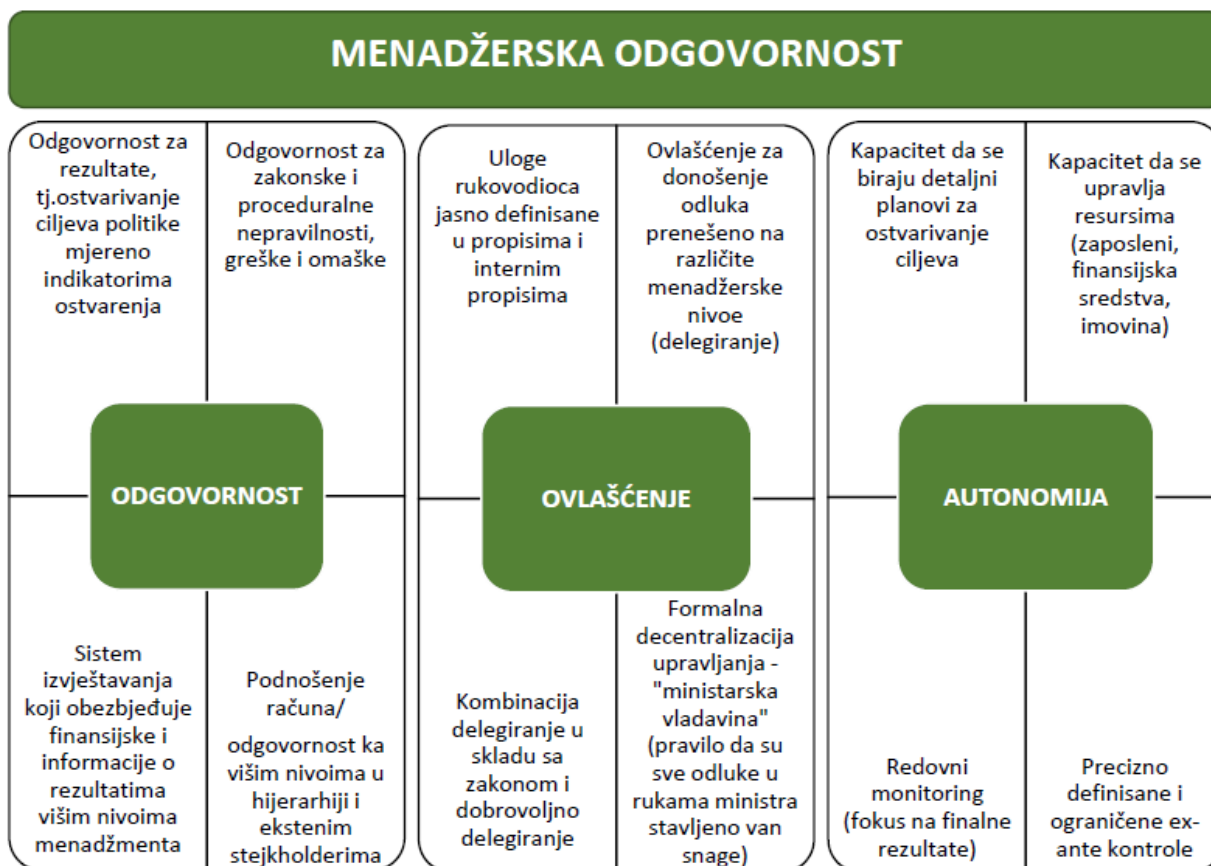 MENADŽERSKA ODGOVORNOST
Odgovornost za
rezultate,
tj.ostvarivanje
ciljeva politike
mjereno
indikatorima
ostvarenja
Odgovornost za
zakonske i
proceduralne
nepravilnosti,
greške i omaške
ODGOVORNOST
Sistem
izvještavanja
koji obezbjeđuje
finansijske i
informacije o
rezultatima
višim nivoima
menadžmenta
Podnošenje
računa/
odgovornost ka
višim nivoima u
hijerarhiji i
ekstenim
stejkholderima
Uloge
rukovodioca
jasno definisane
u propisima i
internim
propisima
Ovlašćenje za
donošenje
odluka
prenešeno na
različite
menadžerske
nivoe
(delegiranje)
OVLAŠĆENJE
Kombinacija
delegiranje u
skladu sa
zakonom i
dobrovoljno
delegiranje
Formalna
decentralizacija
upravljanja -
"ministarska
vladavina"
(pravilo da su
sve odluke u
rukama ministra
stavljeno van
snage)
Kapacitet da se
biraju detaljni
planovi za
ostvarivanje
ciljeva
Kapacitet da se
upravlja
resursima
(zaposleni,
finansijska
sredstva,
imovina)
AUTONOMIJA
Redovni
monitoring
(fokus na finalne
rezultate)
Precizno
definisane i
ograničene ex-
ante kontrole